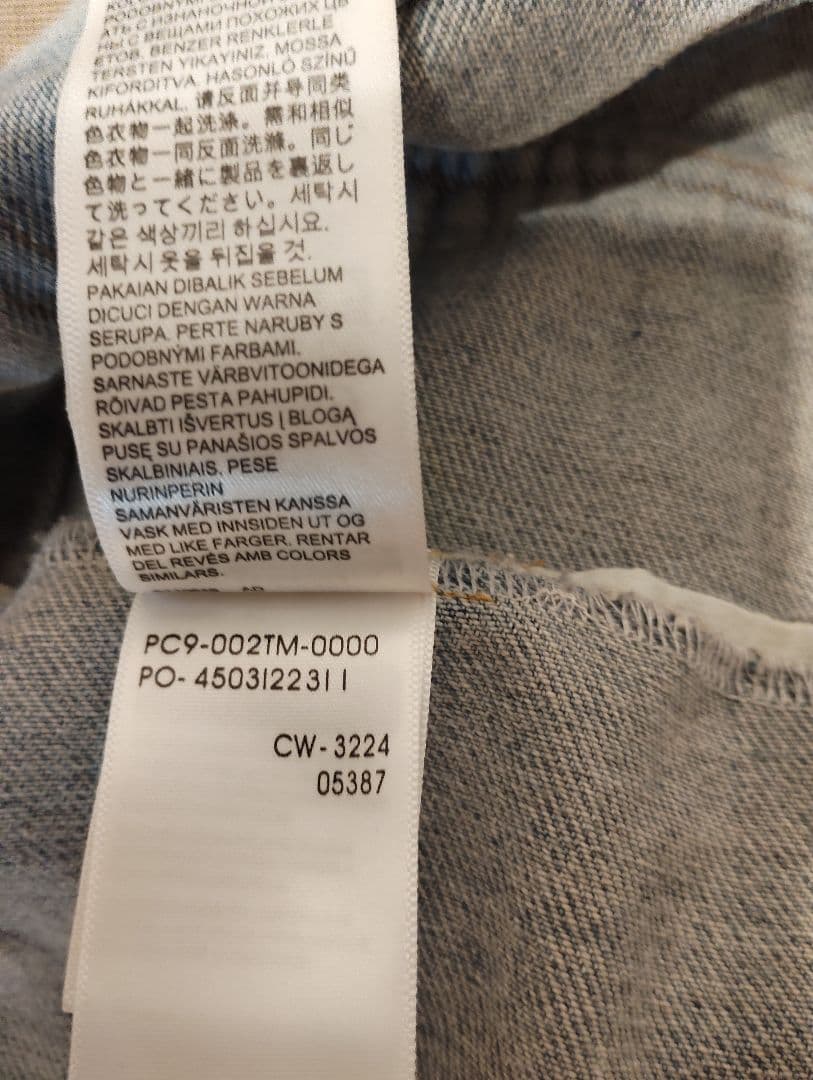 АТЬ С ИЗНАНОЧНОЙ
НЫ С ВЕЩАМИ ПОХОЖИХ ЦВ
ЕТОВ. BENZER RENKLERLE
TERSTEN YIKAYINIZ. MOSSA
KIFORDÍTVA, HASONLÓ SZÍNŰ
RUHÁKKAL. 请反面并与同类
色衣物一起洗涤。需和相似
色衣物一同反面洗滌。同じ
色物と一緒に製品を裏返し
て洗ってください。세탁시
같은 색상끼리 하십시요.
세탁시 옷을 뒤집을 것.
PAKAIAN DIBALIK SEBELUM
DICUCI DENGAN WARNA
SERUPA. PERTE NARUBY S
PODOBNÝMI FARBAMI.
SARNASTE VÄRBVITOONIDEGA
RÕIVAD PESTA PAHUPIDI.
SKALBTI IŠVERTUS Į BLOGĄ
PUSĘ SU PANAŠIOS SPALVOS
SKALBINIAIS. PESE
NURINPERIN
SAMANVÄRISTEN KANSSA
VASK MED INNSIDEN UT OG
MED LIKE FARGER. RENTAR
DEL REVÉS AMB COLORS
SIMILARS.
PC9-002TM-0000
PO- 4503122311
CW- 3224
05387